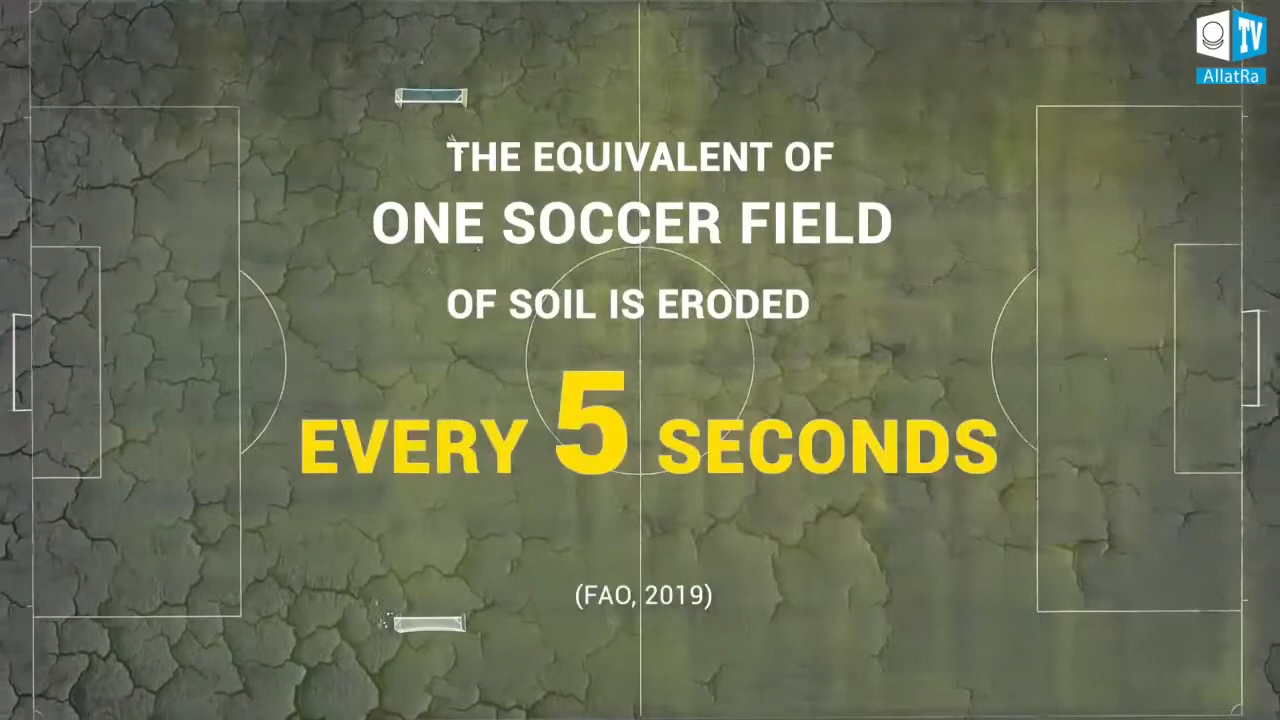 TV
AllatRa
THE EQUIVALENT OF
ONE SOCCER FIELD
OF SOIL IS ERODED
EVERY 5 SECONDS
(FAO, 2019)